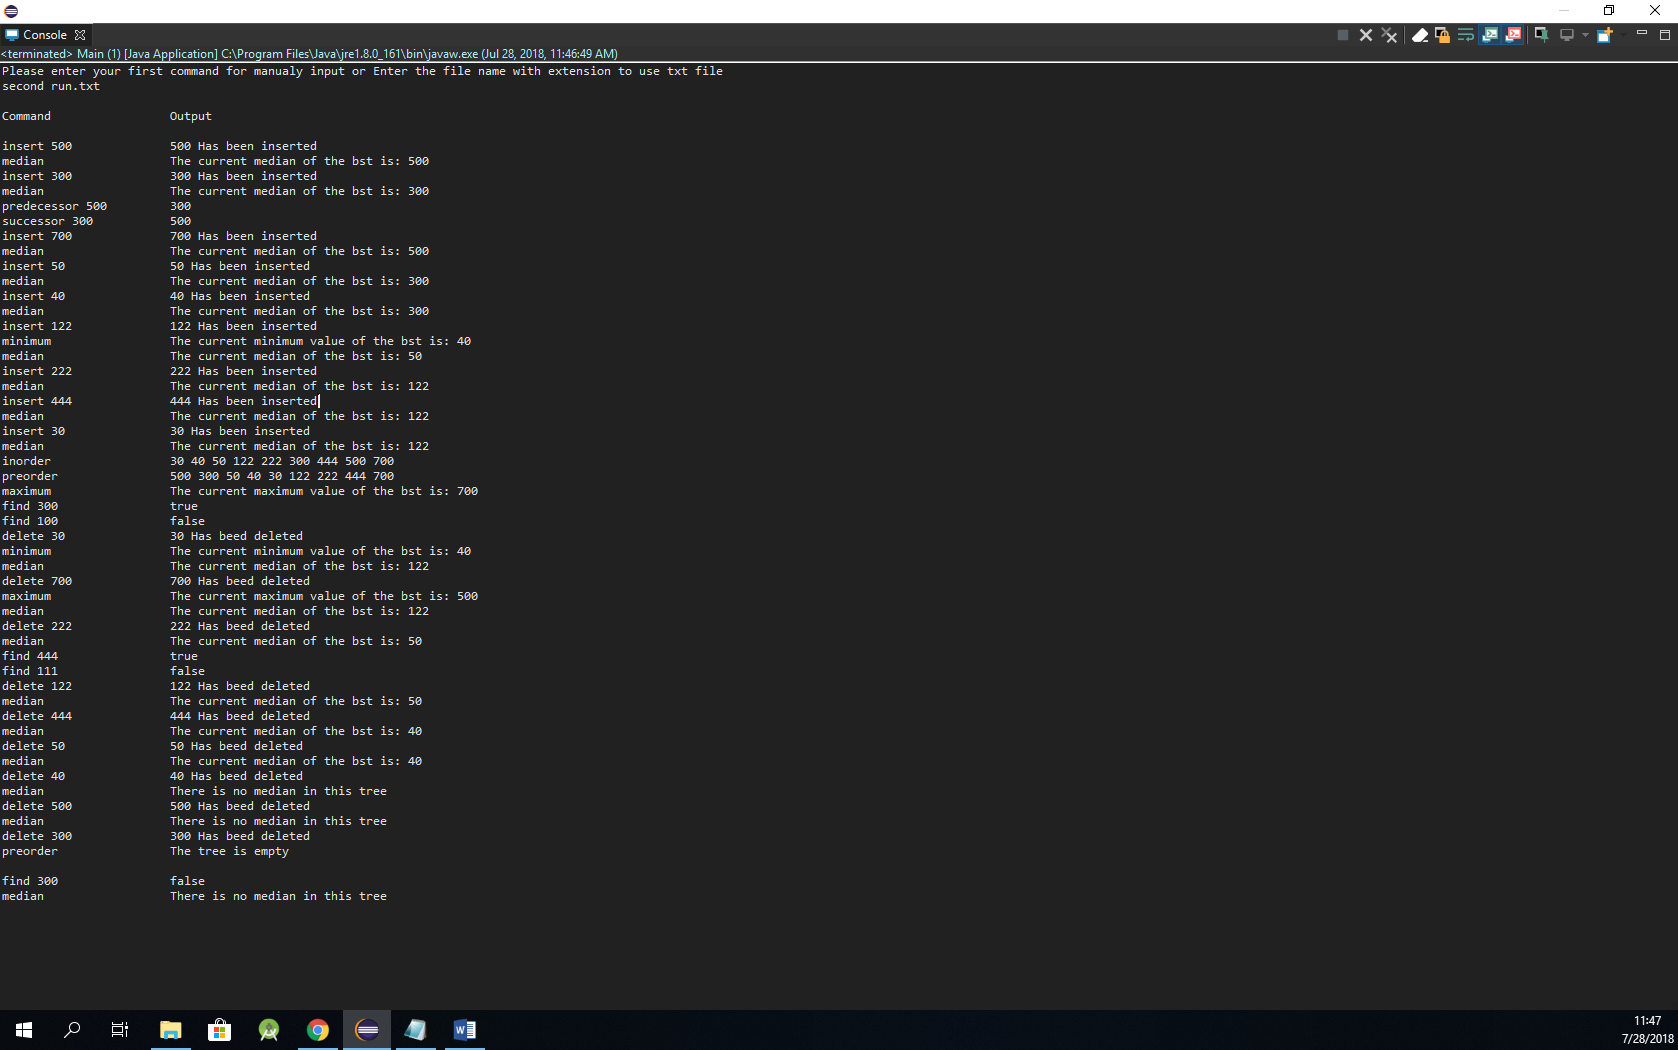 Console
<terminated> Main (1) [Java Application] C:\Program Files\Java\jre1.8.0_161\bin\javaw.exe (Jul 28, 2018, 11:46:49 AM)
Please enter your first command for manualy input or Enter the file name with extension to use txt file
second run.txt
Command Output
insert 500 500 Has been inserted
median The current median of the bst is: 500
insert 300 300 Has been inserted
median The current median of the bst is: 300
predecessor 500 300
successor 300 500
insert 700 700 Has been inserted
median The current median of the bst is: 500
insert 50 50 Has been inserted
median The current median of the bst is: 300
insert 40 40 Has been inserted
median The current median of the bst is: 300
insert 122 122 Has been inserted
minimum The current minimum value of the bst is: 40
median The current median of the bst is: 50
insert 222 222 Has been inserted
median The current median of the bst is: 122
insert 444 444 Has been inserted
median The current median of the bst is: 122
insert 30 30 Has been inserted
median The current median of the bst is: 122
inorder 30 40 50 122 222 300 444 500 700
preorder 500 300 50 40 30 122 222 444 700
maximum The current maximum value of the bst is: 700
find 300 true
find 100 false
delete 30 30 Has beed deleted
minimum The current minimum value of the bst is: 40
median The current median of the bst is: 122
delete 700 700 Has beed deleted
maximum The current maximum value of the bst is: 500
median The current median of the bst is: 122
delete 222 222 Has beed deleted
median The current median of the bst is: 50
find 444 true
find 111 false
delete 122 122 Has beed deleted
median The current median of the bst is: 50
delete 444 444 Has beed deleted
median The current median of the bst is: 40
delete 50 50 Has beed deleted
median The current median of the bst is: 40
delete 40 40 Has beed deleted
median There is no median in this tree
delete 500 500 Has beed deleted
median There is no median in this tree
delete 300 300 Has beed deleted
preorder The tree is empty
find 300 false
median There is no median in this tree
11:47
7/28/2018